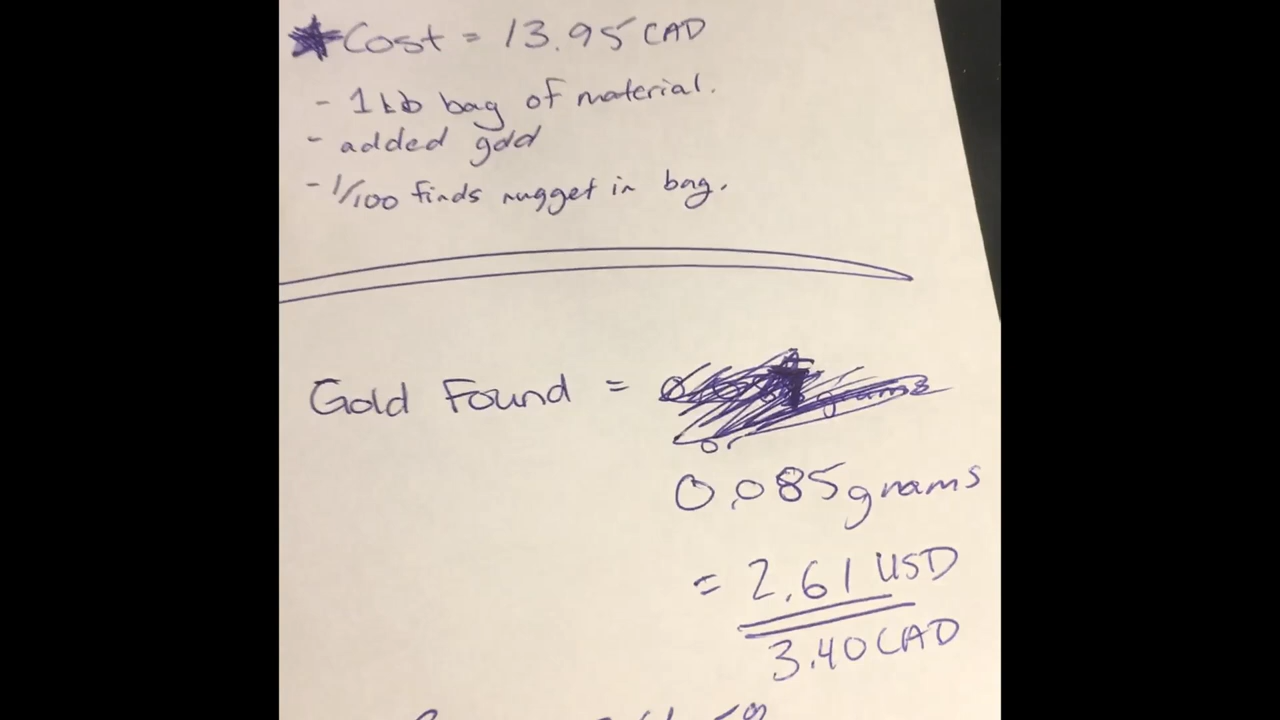 Cost = 13.95 CAD
- 1 lb bag of material.
- added gold
- 1/100 finds nugget in bag.
Gold Found =
0.085 grams
= 2.61 USD
3.40 CAD